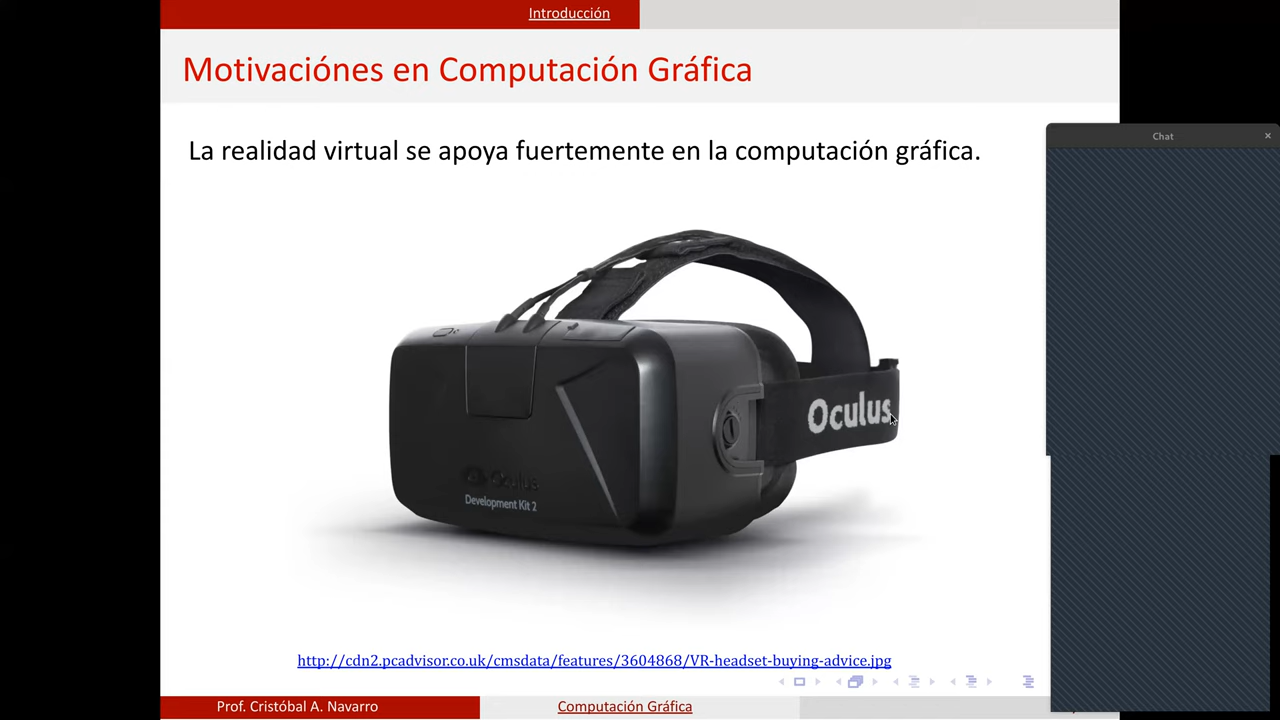 Introducción
Motivaciónes en Computación Gráfica
La realidad virtual se apoya fuertemente en la computación gráfica.
Chat
Oculus
Oculus
Development Kit 2
http://cdn2.pcadvisor.co.uk/cmsdata/features/3604868/VR-headset-buying-advice.jpg
Prof. Cristóbal A. Navarro
Computación Gráfica